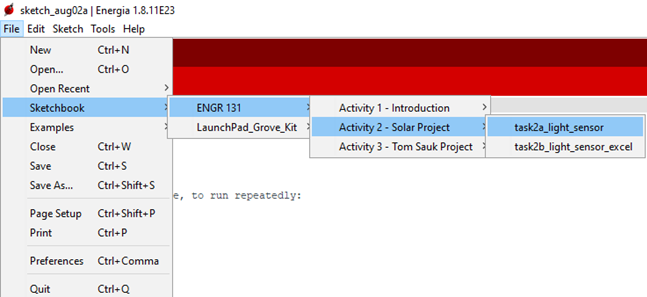 sketch_aug02a | Energia 1.8.11E23
File Edit Sketch Tools Help
New Ctrl+N
Open... Ctrl+O
Open Recent
Sketchbook
Examples
Close Ctrl+W
Save Ctrl+S
Save As... Ctrl+Shift+S
Page Setup Ctrl+Shift+P
Print Ctrl+P
Preferences Ctrl+Comma
Quit Ctrl+Q
ENGR 131
LaunchPad_Grove_Kit
Activity 1 - Introduction
Activity 2 - Solar Project
Activity 3 - Tom Sauk Project
task2a_light_sensor
task2b_light_sensor_excel
e, to run repeatedly: